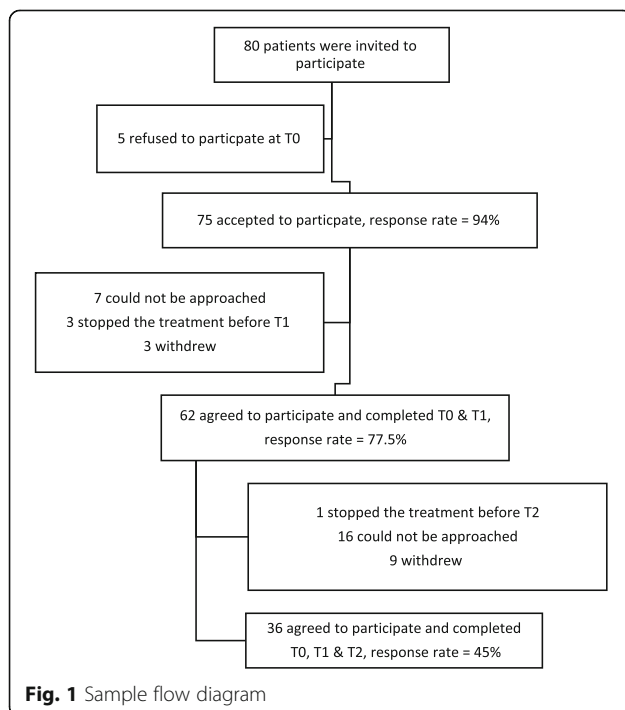 80 patients were invited to
participate
5 refused to particpate at T0
75 accepted to particpate, response rate = 94%
7 could not be approached
3 stopped the treatment before T1
3 withdrew
62 agreed to participate and completed T0 & T1,
response rate = 77.5%
1 stopped the treatment before T2
16 could not be approached
9 withdrew
36 agreed to participate and completed
T0, T1 & T2, response rate = 45%
Fig. 1 Sample flow diagram